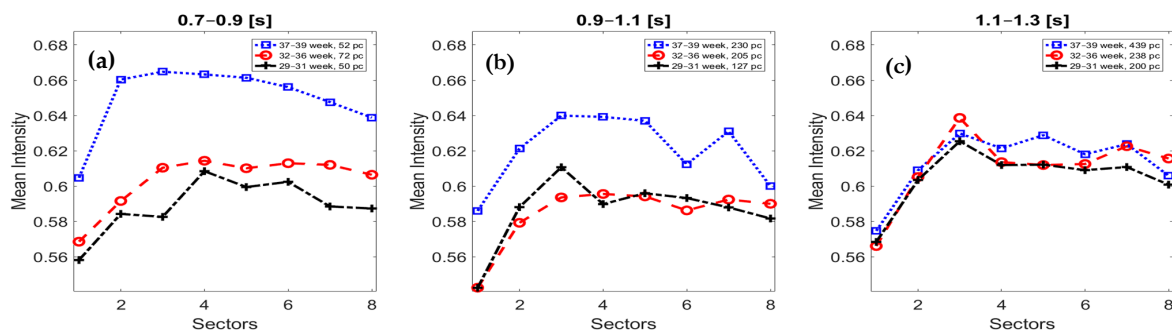 0.7–0.9 [s]
(a)
37–39 week, 52 pc
32–36 week, 72 pc
29–31 week, 50 pc
Mean Intensity
0.68
0.66
0.64
0.62
0.6
0.58
0.56
2 4 6 8
Sectors
0.9–1.1 [s]
(b)
37–39 week, 230 pc
32–36 week, 205 pc
29–31 week, 127 pc
Mean Intensity
0.68
0.66
0.64
0.62
0.6
0.58
0.56
2 4 6 8
Sectors
1.1–1.3 [s]
(c)
37–39 week, 439 pc
32–36 week, 238 pc
29–31 week, 200 pc
Mean Intensity
0.68
0.66
0.64
0.62
0.6
0.58
0.56
2 4 6 8
Sectors